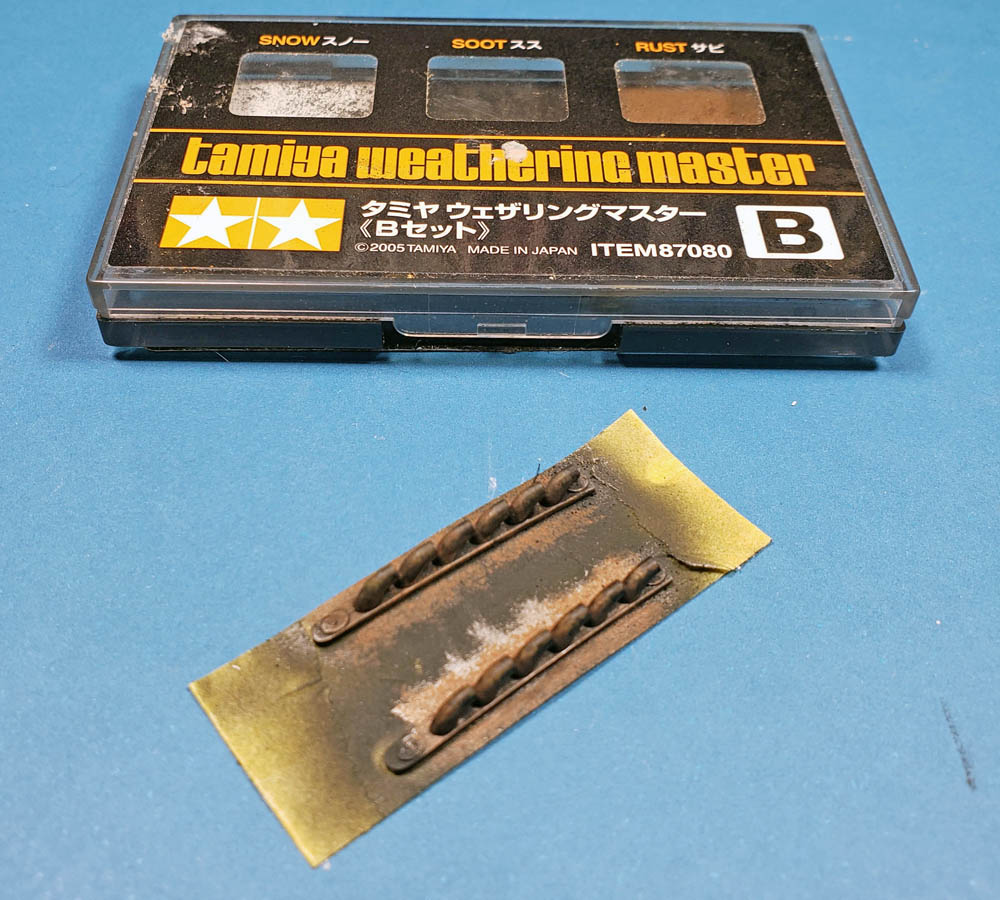 SNOW スノー SOOT スス RUST サビ
tamiya weathering master
タミヤ ウェザリングマスター
《Bセット》
©2005 TAMIYA MADE IN JAPAN ITEM87080
B